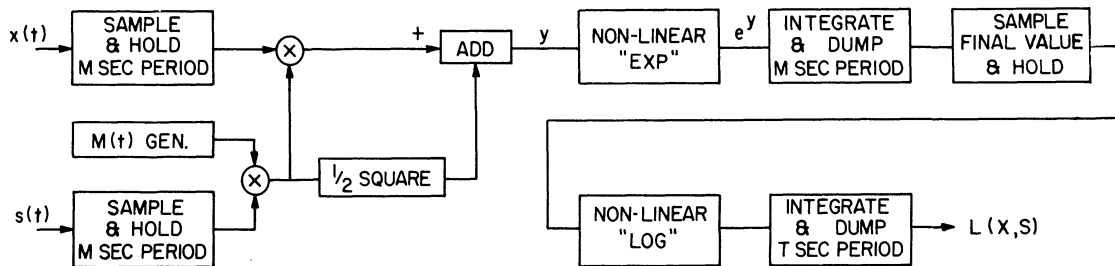 x(t)
SAMPLE
& HOLD
M SEC PERIOD
×
+
ADD
y
NON-LINEAR
"EXP"
e^y
INTEGRATE
& DUMP
M SEC PERIOD
SAMPLE
FINAL VALUE
& HOLD
M(t) GEN.
×
½ SQUARE
s(t)
SAMPLE
& HOLD
M SEC PERIOD
NON-LINEAR
"LOG"
INTEGRATE
& DUMP
T SEC PERIOD
L (X,S)